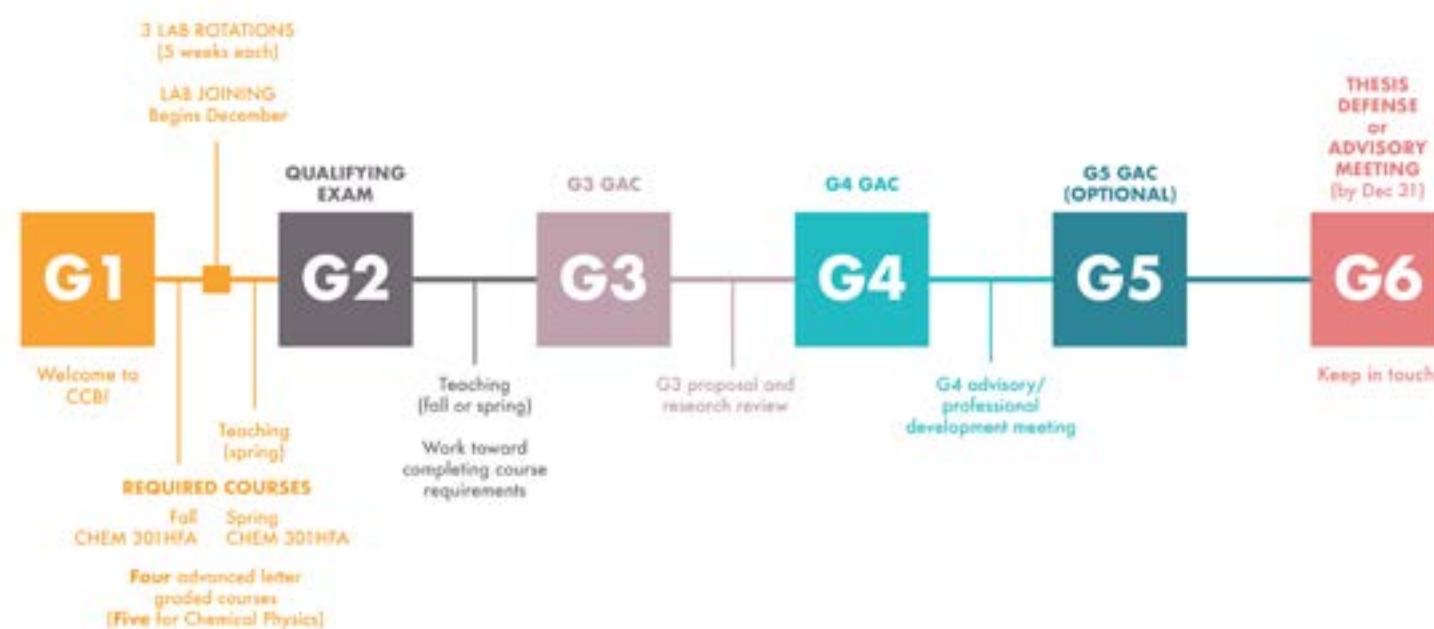 3 LAB ROTATIONS
(5 weeks each)
LAB JOINING
Begins December
QUALIFYING
EXAM
G3 GAC
G4 GAC
G5 GAC
(OPTIONAL)
THESIS
DEFENSE
or
ADVISORY
MEETING
(by Dec 31)
G1
G2
G3
G4
G5
G6
Welcome to
CCB!
Teaching
(spring)
REQUIRED COURSES
Fall Spring
CHEM 301HFA CHEM 301HFA
Four advanced letter
graded courses
(Five for Chemical Physics)
Teaching
(fall or spring)
Work toward
completing course
requirements
G3 proposal and
research review
G4 advisory/
professional
development meeting
Keep in touch